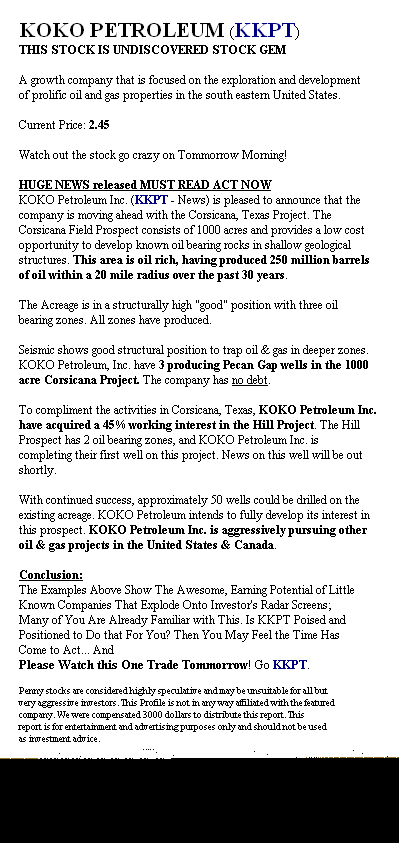 KOKO PETROLEUM (KKPT)
THIS STOCK IS UNDISCOVERED STOCK GEM
A growth company that is focused on the exploration and development
of prolific oil and gas properties in the south eastern United States.
Current Price: 2.45
Watch out the stock go crazy on Tommorrow Morning!
HUGE NEWS released MUST READ ACT NOW
KOKO Petroleum Inc. (KKPT - News) is pleased to announce that the
company is moving ahead with the Corsicana, Texas Project. The
Corsicana Field Prospect consists of 1000 acres and provides a low cost
opportunity to develop known oil bearing rocks in shallow geological
structures. This area is oil rich, having produced 250 million barrels
of oil within a 20 mile radius over the past 30 years.
The Acreage is in a structurally high "good" position with three oil
bearing zones. All zones have produced.
Seismic shows good structural position to trap oil & gas in deeper zones.
KOKO Petroleum, Inc. have 3 producing Pecan Gap wells in the 1000
acre Corsicana Project. The company has no debt.
To compliment the activities in Corsicana, Texas, KOKO Petroleum Inc.
have acquired a 45% working interest in the Hill Project. The Hill
Prospect has 2 oil bearing zones, and KOKO Petroleum Inc. is
completing their first well on this project. News on this well will be out
shortly.
With continued success, approximately 50 wells could be drilled on the
existing acreage. KOKO Petroleum intends to fully develop its interest in
this prospect. KOKO Petroleum Inc. is aggressively pursuing other
oil & gas projects in the United States & Canada.
Conclusion:
The Examples Above Show The Awesome, Earning Potential of Little
Known Companies That Explode Onto Investor's Radar Screens;
Many of You Are Already Familiar with This. Is KKPT Poised and
Positioned to Do that For You? Then You May Feel the Time Has
Come to Act... And
Please Watch this One Trade Tommorrow! Go KKPT.
Penny stocks are considered highly speculative and may be unsuitable for all but
very aggressive investors. This Profile is not in any way affiliated with the featured
company. We were compensated 3000 dollars to distribute this report. This
report is for entertainment and advertising purposes only and should not be used
as investment advice.